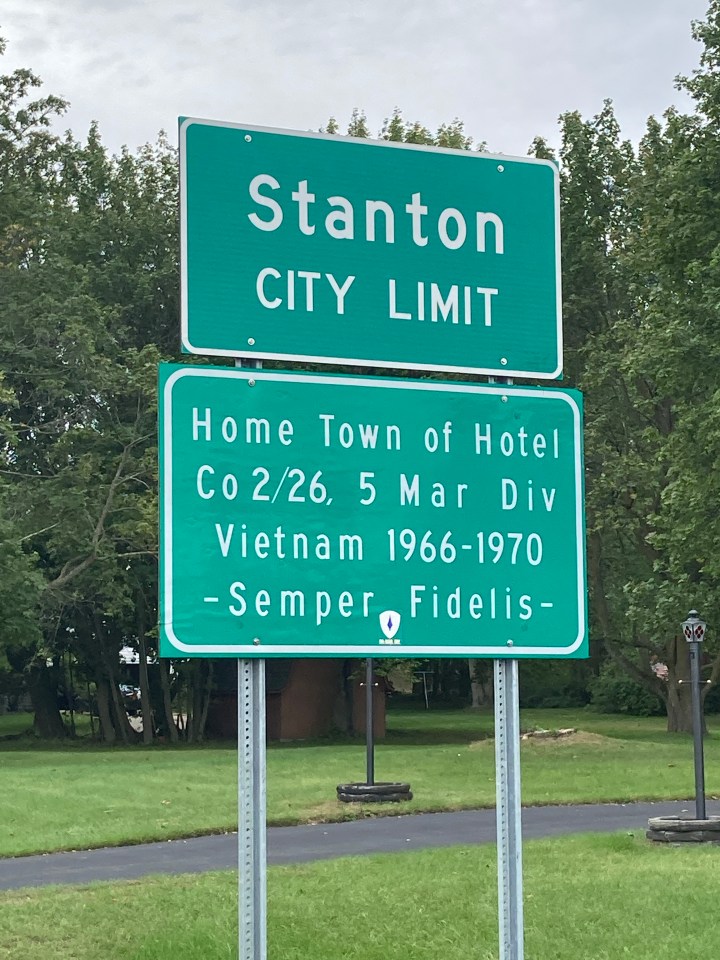 Stanton
CITY LIMIT
Home Town of Hotel
Co 2/26, 5 Mar Div
Vietnam 1966-1970
-Semper Fidelis-